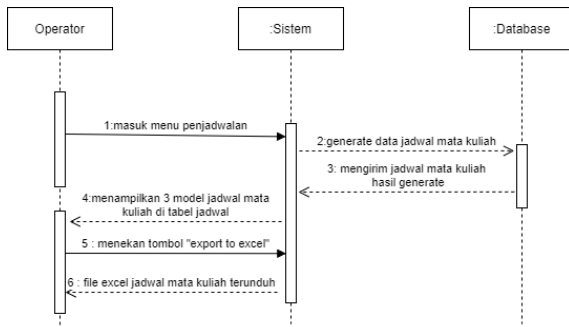 Operator
:Sistem
:Database
1:masuk menu penjadwalan
2:generate data jadwal mata kuliah
3: mengirim jadwal mata kuliah
hasil generate
4:menampilkan 3 model jadwal mata
kuliah di tabel jadwal
5 : menekan tombol "export to excel"
6 : file excel jadwal mata kuliah terunduh